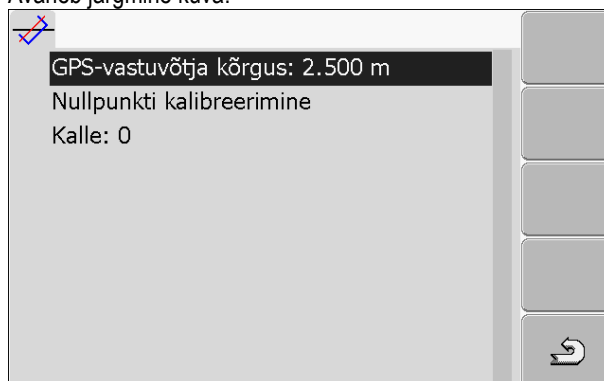 Avaneb järgmine kuva:
GPS-vastuvõtja kõrgus: 2.500 m
Nullpunkti kalibreerimine
Kalle: 0